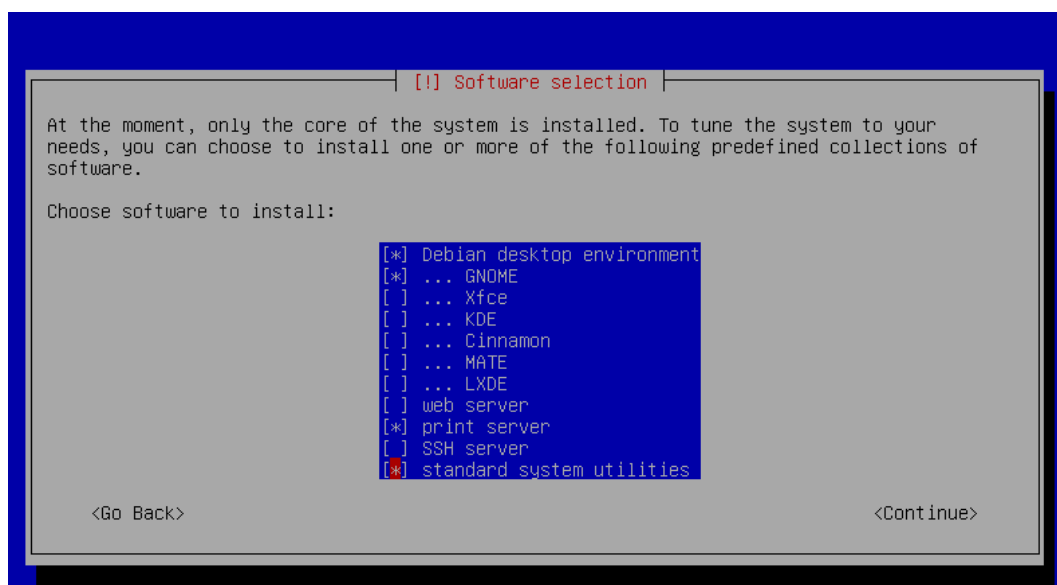 [!] Software selection
At the moment, only the core of the system is installed. To tune the system to your
needs, you can choose to install one or more of the following predefined collections of
software.
Choose software to install:
[*] Debian desktop environment
[*] ... GNOME
[ ] ... Xfce
[ ] ... KDE
[ ] ... Cinnamon
[ ] ... MATE
[ ] ... LXDE
[ ] web server
[*] print server
[ ] SSH server
[*] standard system utilities
<Go Back> <Continue>